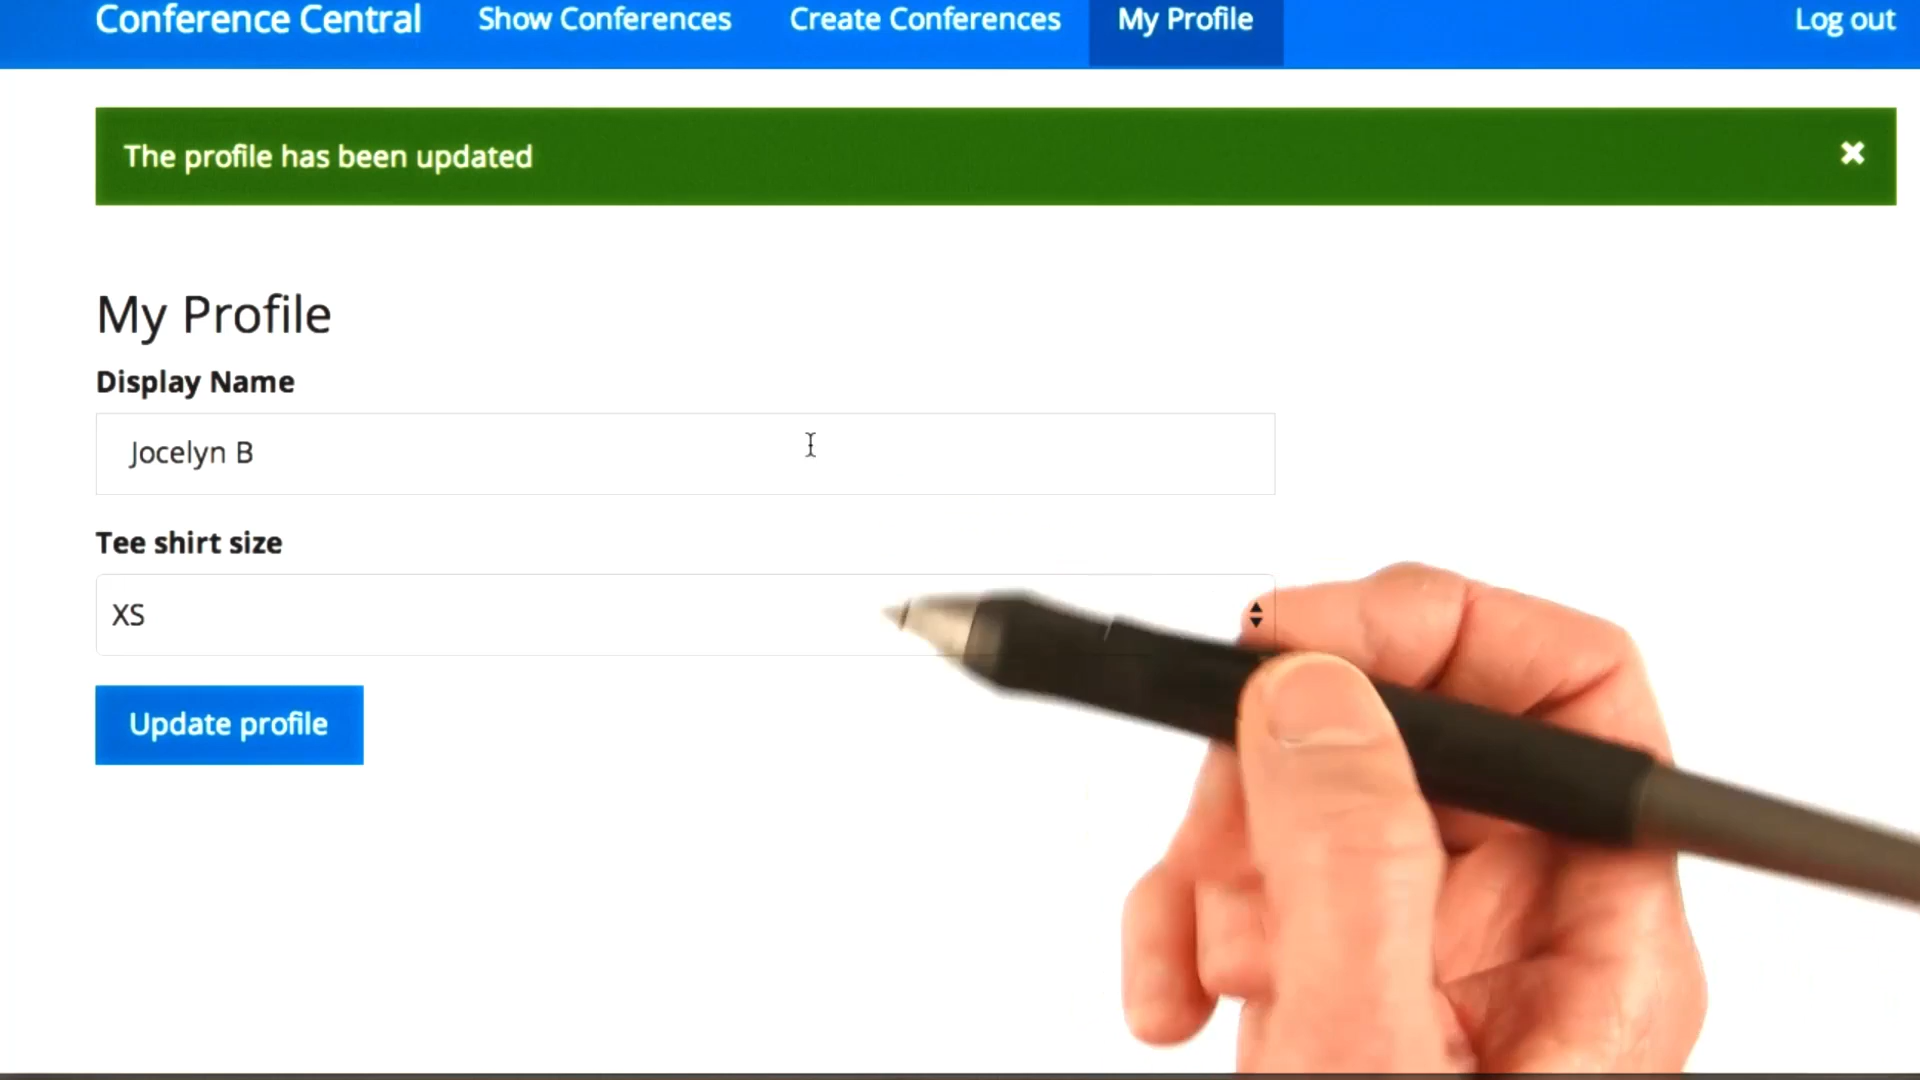 Conference Central Show Conferences Create Conferences My Profile Log out
The profile has been updated
My Profile
Display Name
Jocelyn B
Tee shirt size
XS
Update profile